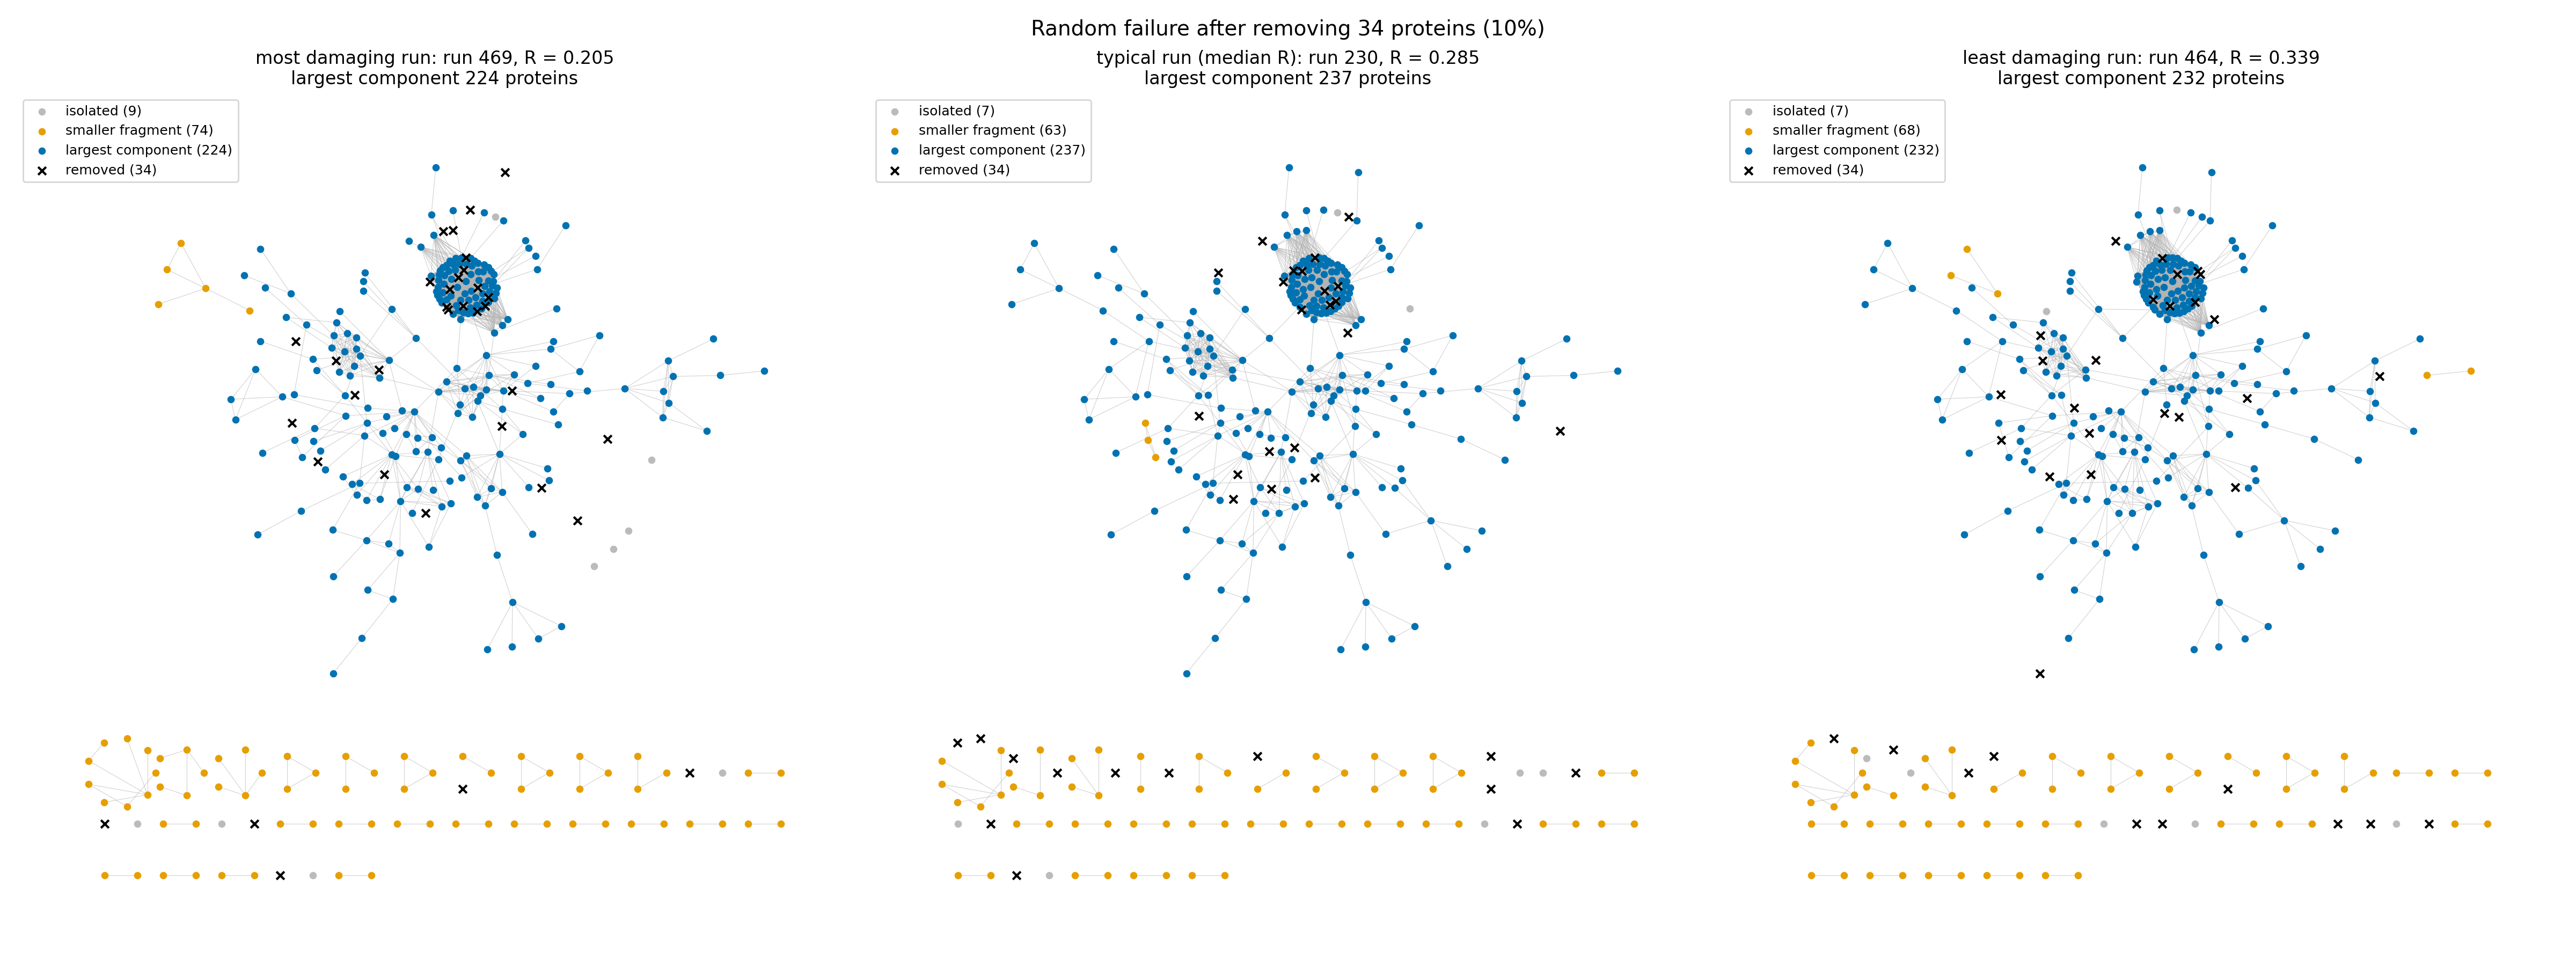 Random failure after removing 34 proteins (10%)
most damaging run: run 469, R = 0.205
largest component 224 proteins
isolated (9)
smaller fragment (74)
largest component (224)
removed (34)
typical run (median R): run 230, R = 0.285
largest component 237 proteins
isolated (7)
smaller fragment (63)
largest component (237)
removed (34)
least damaging run: run 464, R = 0.339
largest component 232 proteins
isolated (7)
smaller fragment (68)
largest component (232)
removed (34)